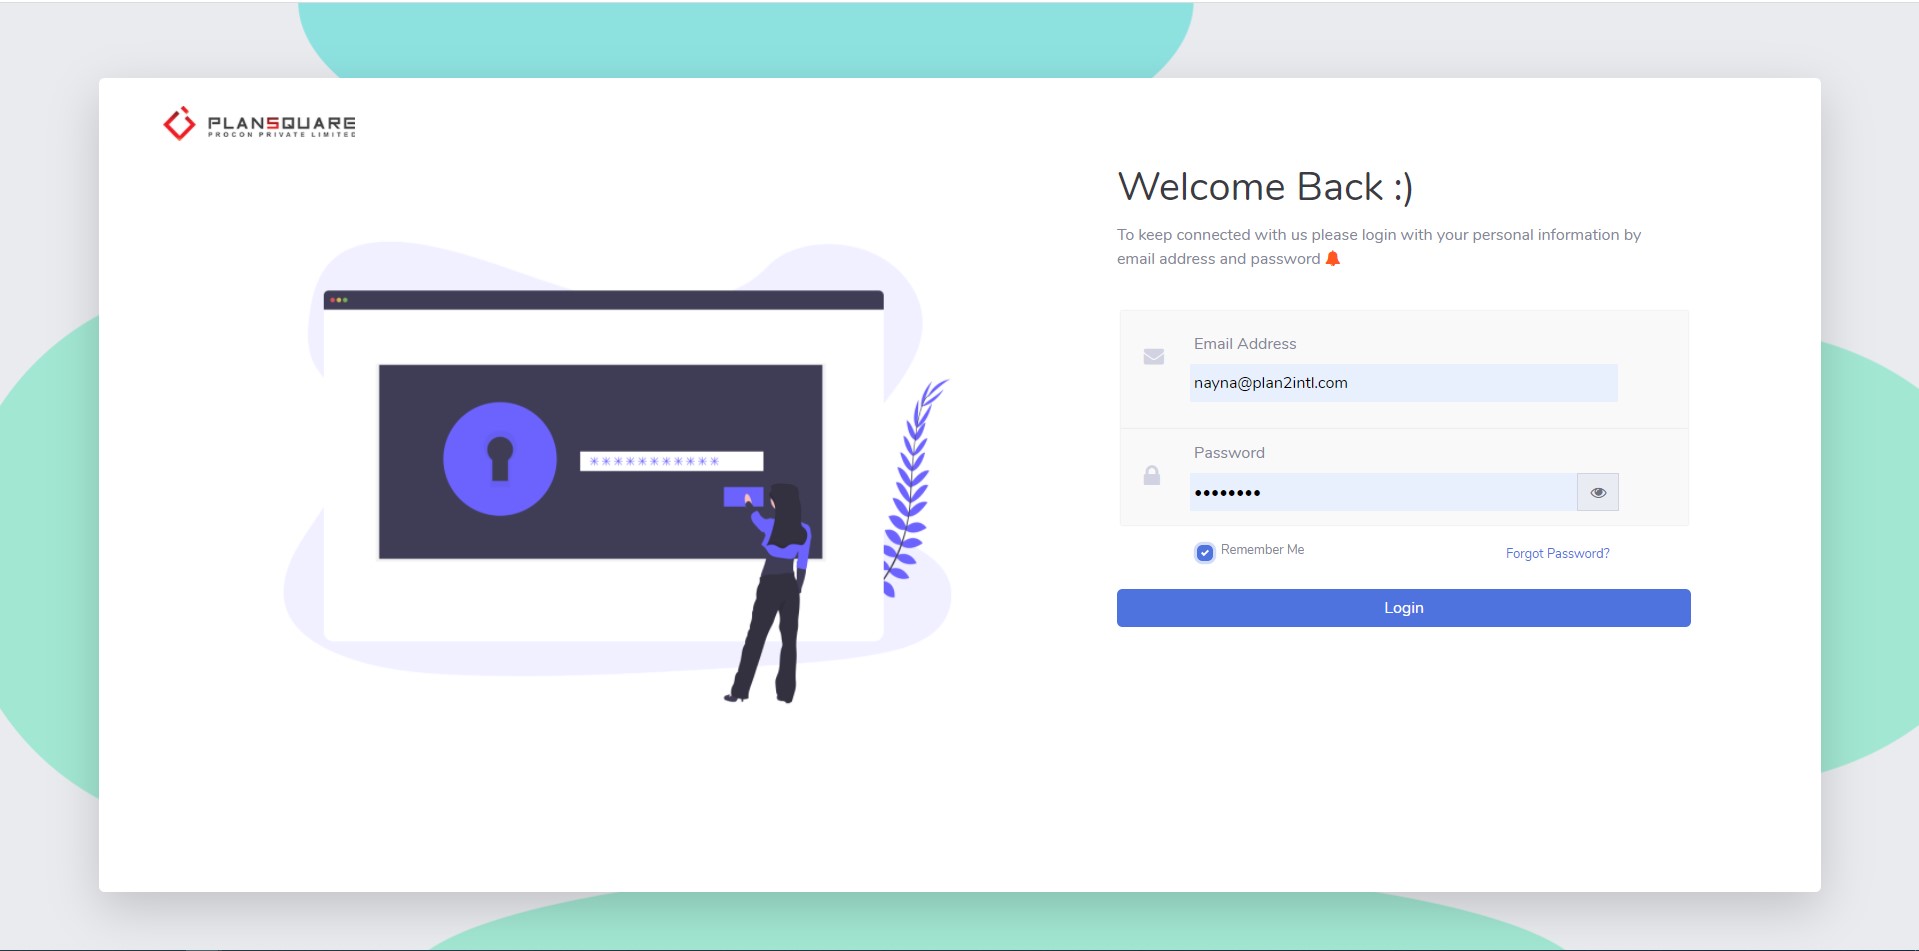 PLANSQUARE
PROCON PRIVATE LIMITED
Welcome Back :)
To keep connected with us please login with your personal information by
email address and password
Email Address
nayna@plan2intl.com
Password
••••••••
Remember Me
Forgot Password?
Login